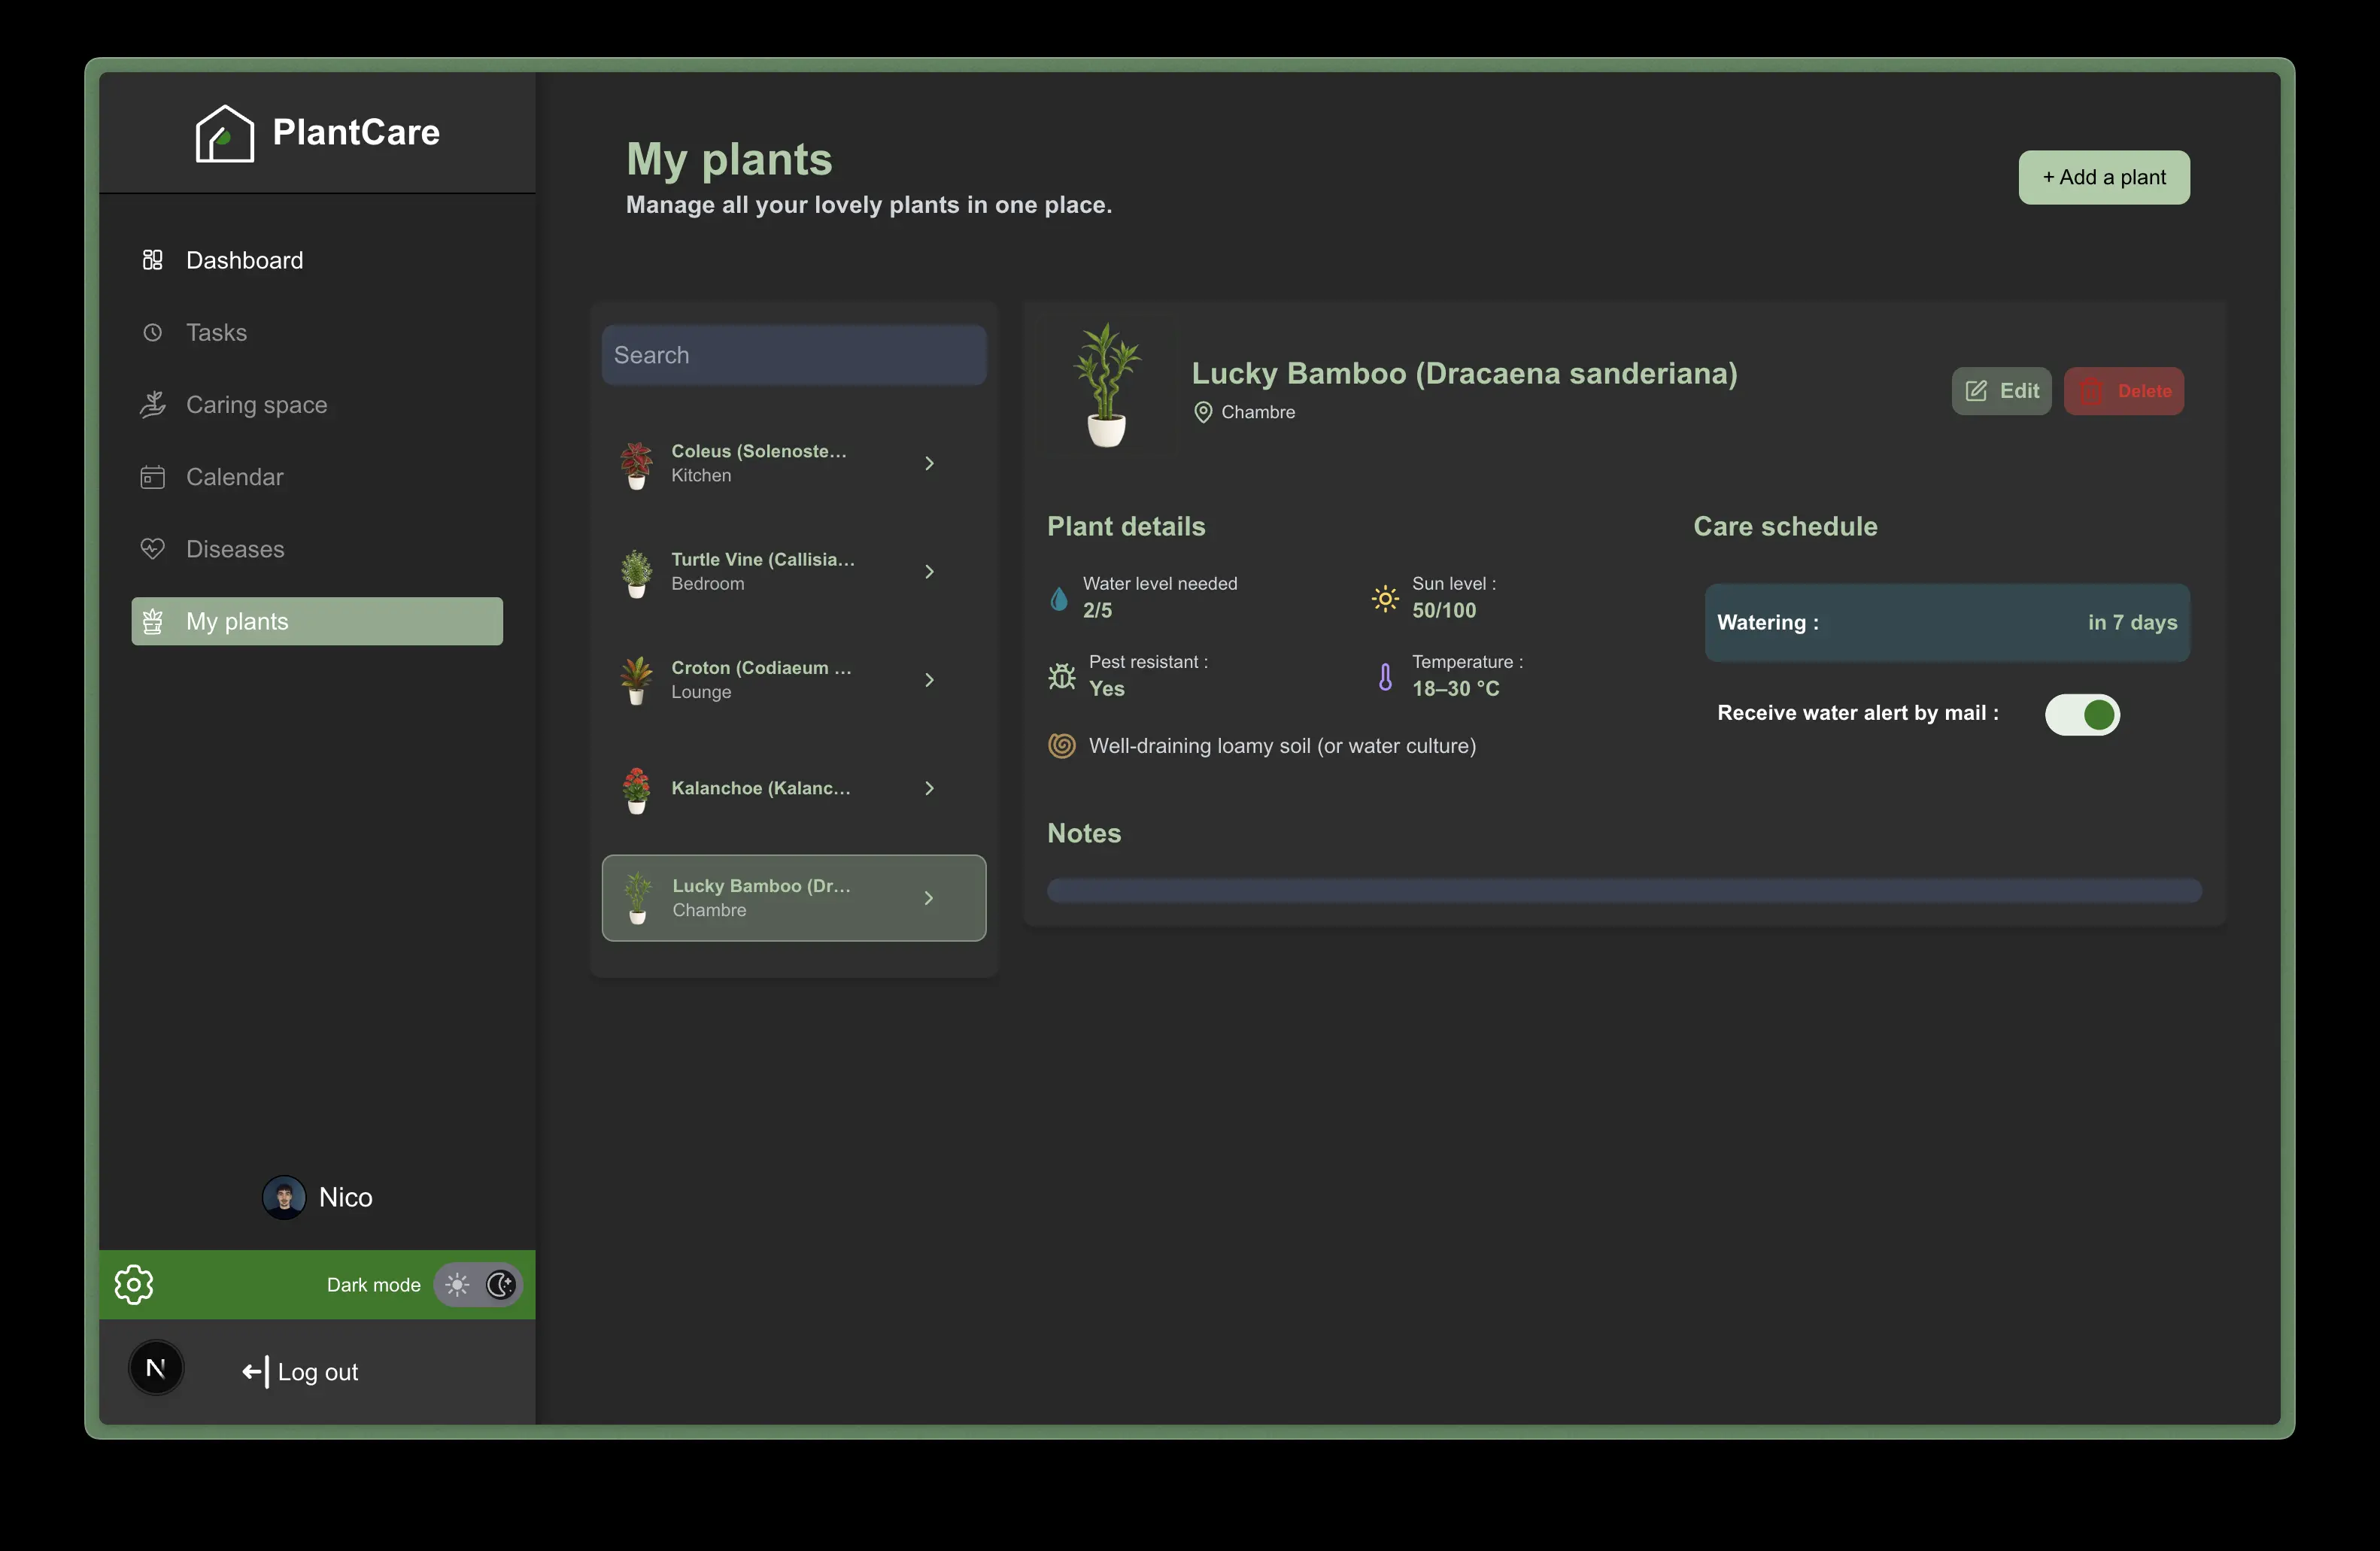 PlantCare
Dashboard
Tasks
Caring space
Calendar
Diseases
My plants
Nico
Dark mode
N
Log out
My plants
Manage all your lovely plants in one place.
+ Add a plant
Search
Coleus (Solenoste...
Kitchen
Turtle Vine (Callisia...
Bedroom
Croton (Codiaeum ...
Lounge
Kalanchoe (Kalanc...
Lucky Bamboo (Dr...
Chambre
Lucky Bamboo (Dracaena sanderiana)
Chambre
Edit
Delete
Plant details
Water level needed
2/5
Sun level :
50/100
Pest resistant :
Yes
Temperature :
18–30 °C
Well-draining loamy soil (or water culture)
Care schedule
Watering :
in 7 days
Receive water alert by mail :
Notes